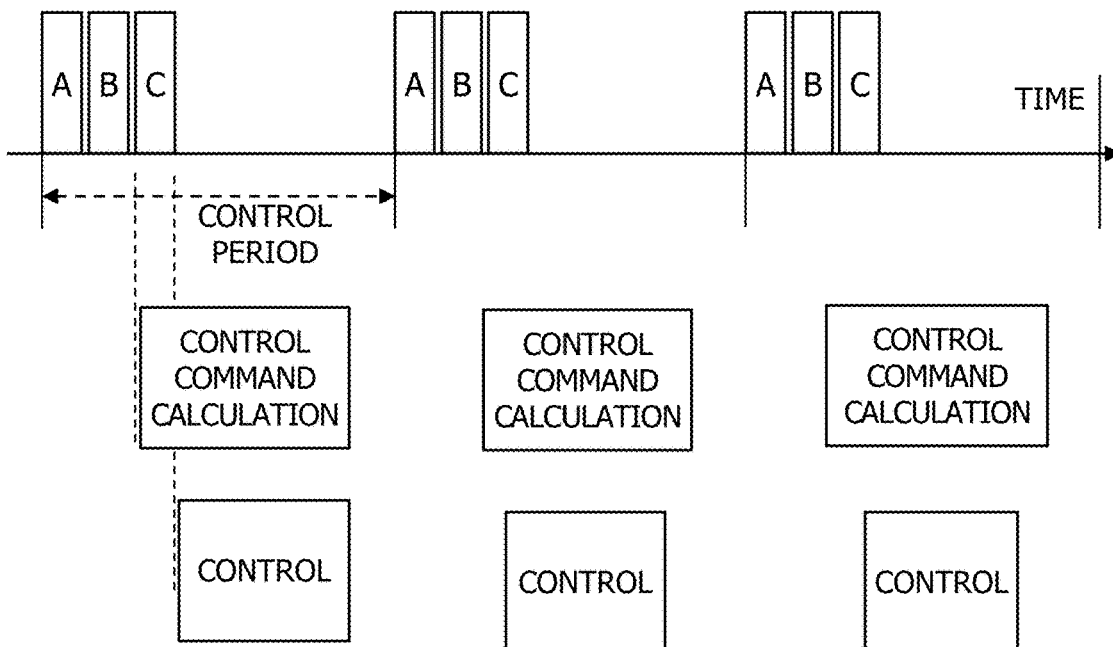 A B C A B C A B C
TIME
CONTROL
PERIOD
CONTROL
COMMAND
CALCULATION
CONTROL
COMMAND
CALCULATION
CONTROL
COMMAND
CALCULATION
CONTROL
CONTROL
CONTROL